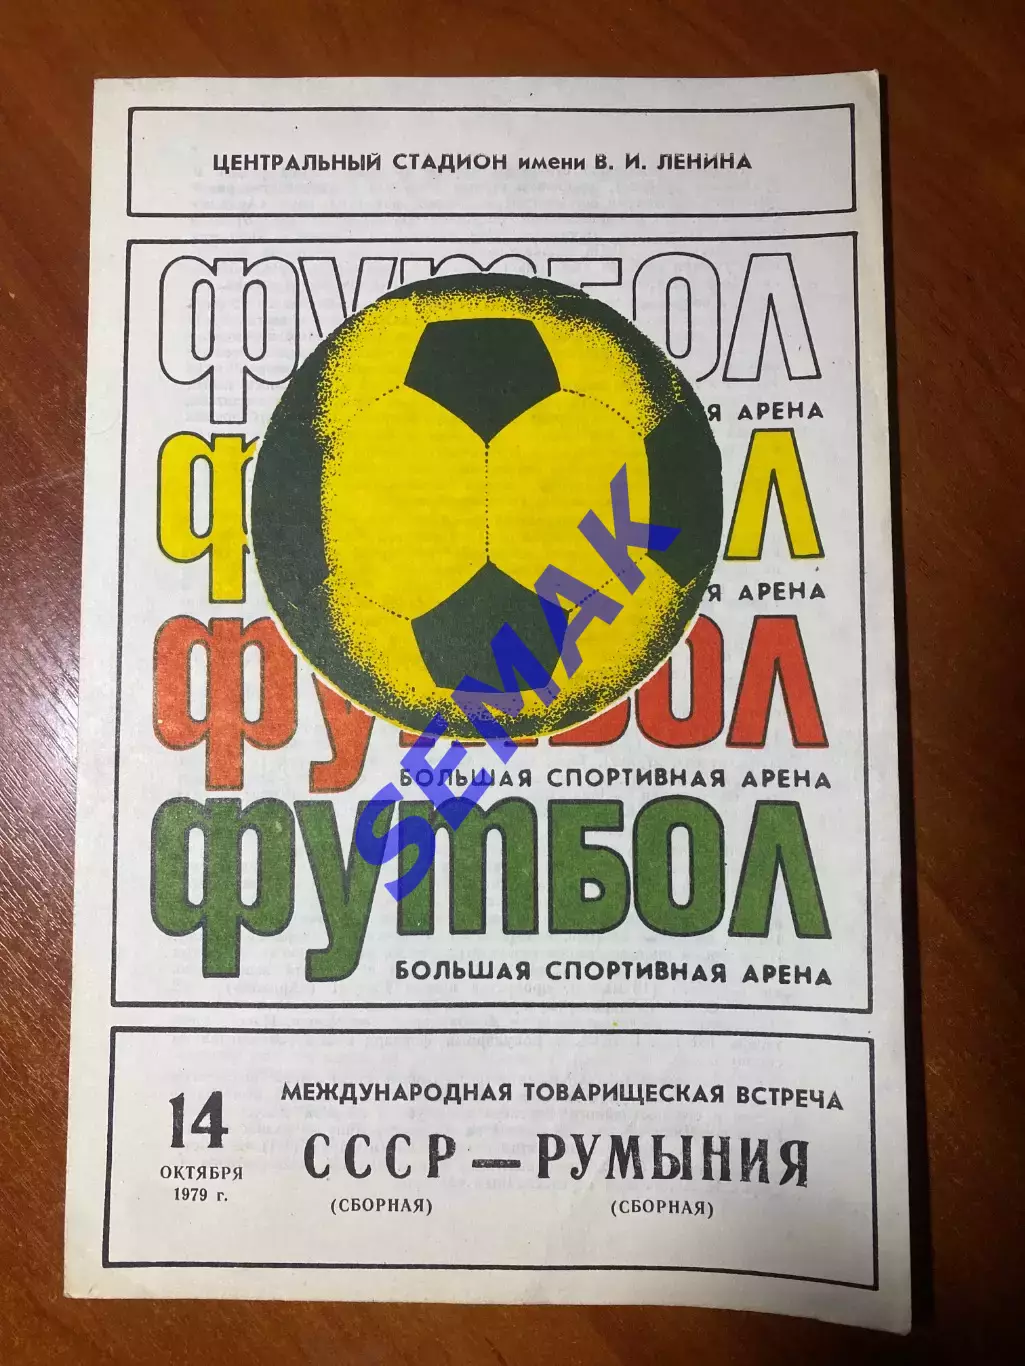 ЦЕНТРАЛЬНЫЙ СТАДИОН имени В. И. ЛЕНИНА
футбол
АРЕНА
АРЕНА
футбол
БОЛЬШАЯ СПОРТИВНАЯ АРЕНА
футбол
БОЛЬШАЯ СПОРТИВНАЯ АРЕНА
SEMAK
14
ОКТЯБРЯ
1979 г.
МЕЖДУНАРОДНАЯ ТОВАРИЩЕСКАЯ ВСТРЕЧА
СССР — РУМЫНИЯ
(СБОРНАЯ) (СБОРНАЯ)